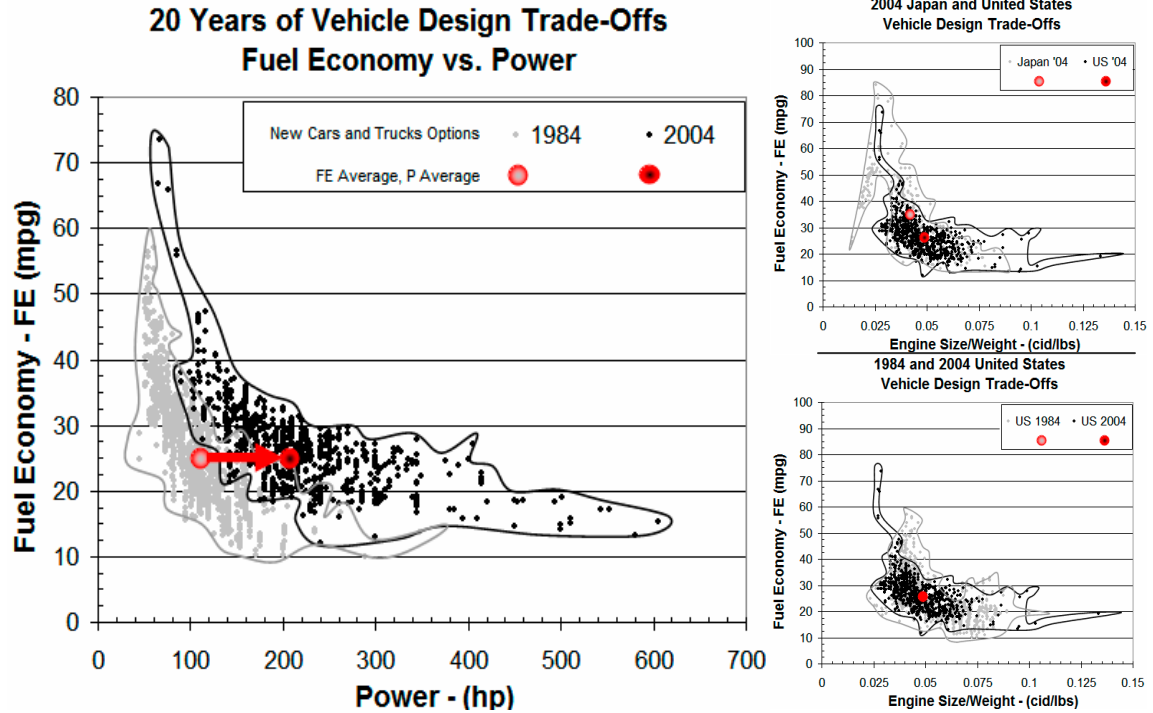 20 Years of Vehicle Design Trade-Offs
Fuel Economy vs. Power
Fuel Economy - FE (mpg)
80
70
60
50
40
30
20
10
0
New Cars and Trucks Options 1984 2004
FE Average, P Average
0 100 200 300 400 500 600 700
Power - (hp)
2004 Japan and United States
Vehicle Design Trade-Offs
Fuel Economy - FE (mpg)
100
90
80
70
60
50
40
30
20
10
0
Japan '04 US '04
0 0.025 0.05 0.075 0.1 0.125 0.15
Engine Size/Weight - (cid/lbs)
1984 and 2004 United States
Vehicle Design Trade-Offs
Fuel Economy - FE (mpg)
100
90
80
70
60
50
40
30
20
10
0
US 1984 US 2004
0 0.025 0.05 0.075 0.1 0.125 0.15
Engine Size/Weight - (cid/lbs)